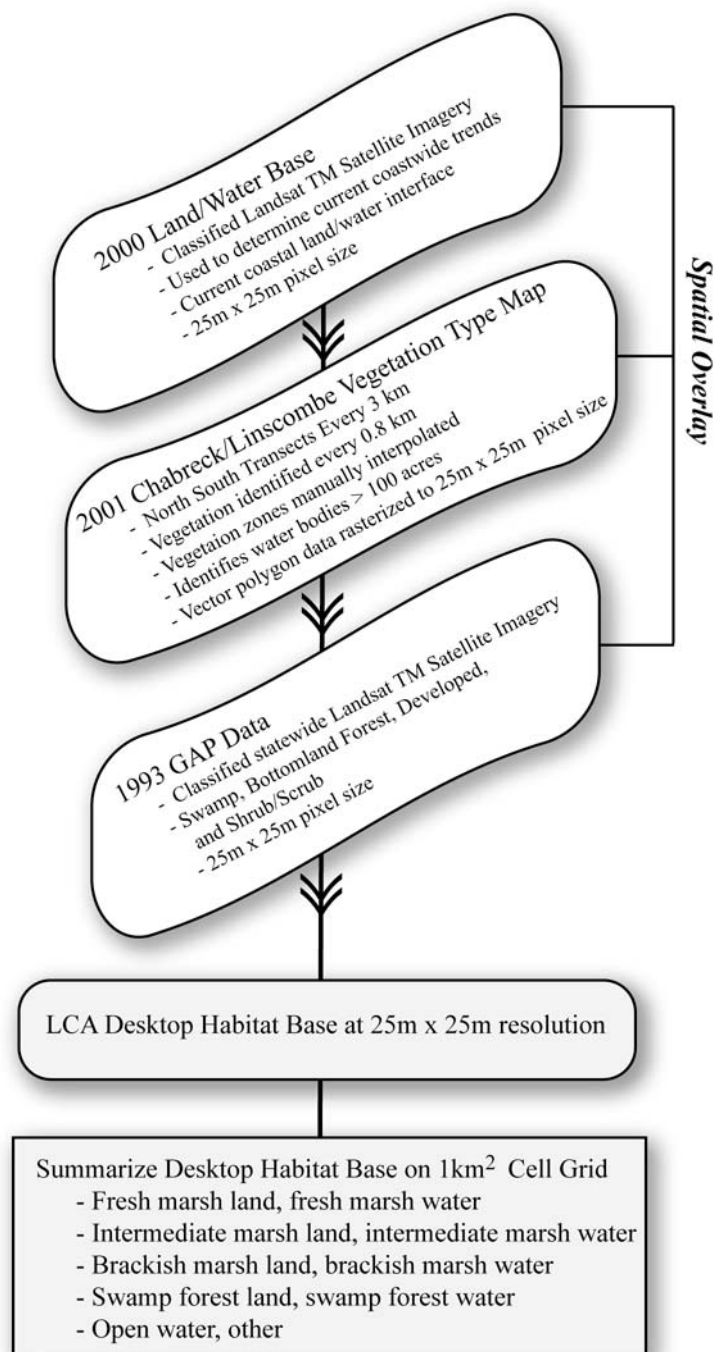 2000 Land/Water Base
- Classified Landsat TM Satellite Imagery
- Used to determine current coastwide trends
- Current coastal land/water interface
- 25m x 25m pixel size
Spatial Overlay
2001 Chabreck/Linscombe Vegetation Type Map
- North South Transects Every 3 km
- Vegetation identified every 0.8 km
- Vegetaion zones manually interpolated
- Identifies water bodies > 100 acres
- Vector polygon data rasterized to 25m x 25m pixel size
1993 GAP Data
- Classified statewide Landsat TM Satellite Imagery
- Swamp, Bottomland Forest, Developed,
and Shrub/Scrub
- 25m x 25m pixel size
LCA Desktop Habitat Base at 25m x 25m resolution
Summarize Desktop Habitat Base on 1km² Cell Grid
- Fresh marsh land, fresh marsh water
- Intermediate marsh land, intermediate marsh water
- Brackish marsh land, brackish marsh water
- Swamp forest land, swamp forest water
- Open water, other